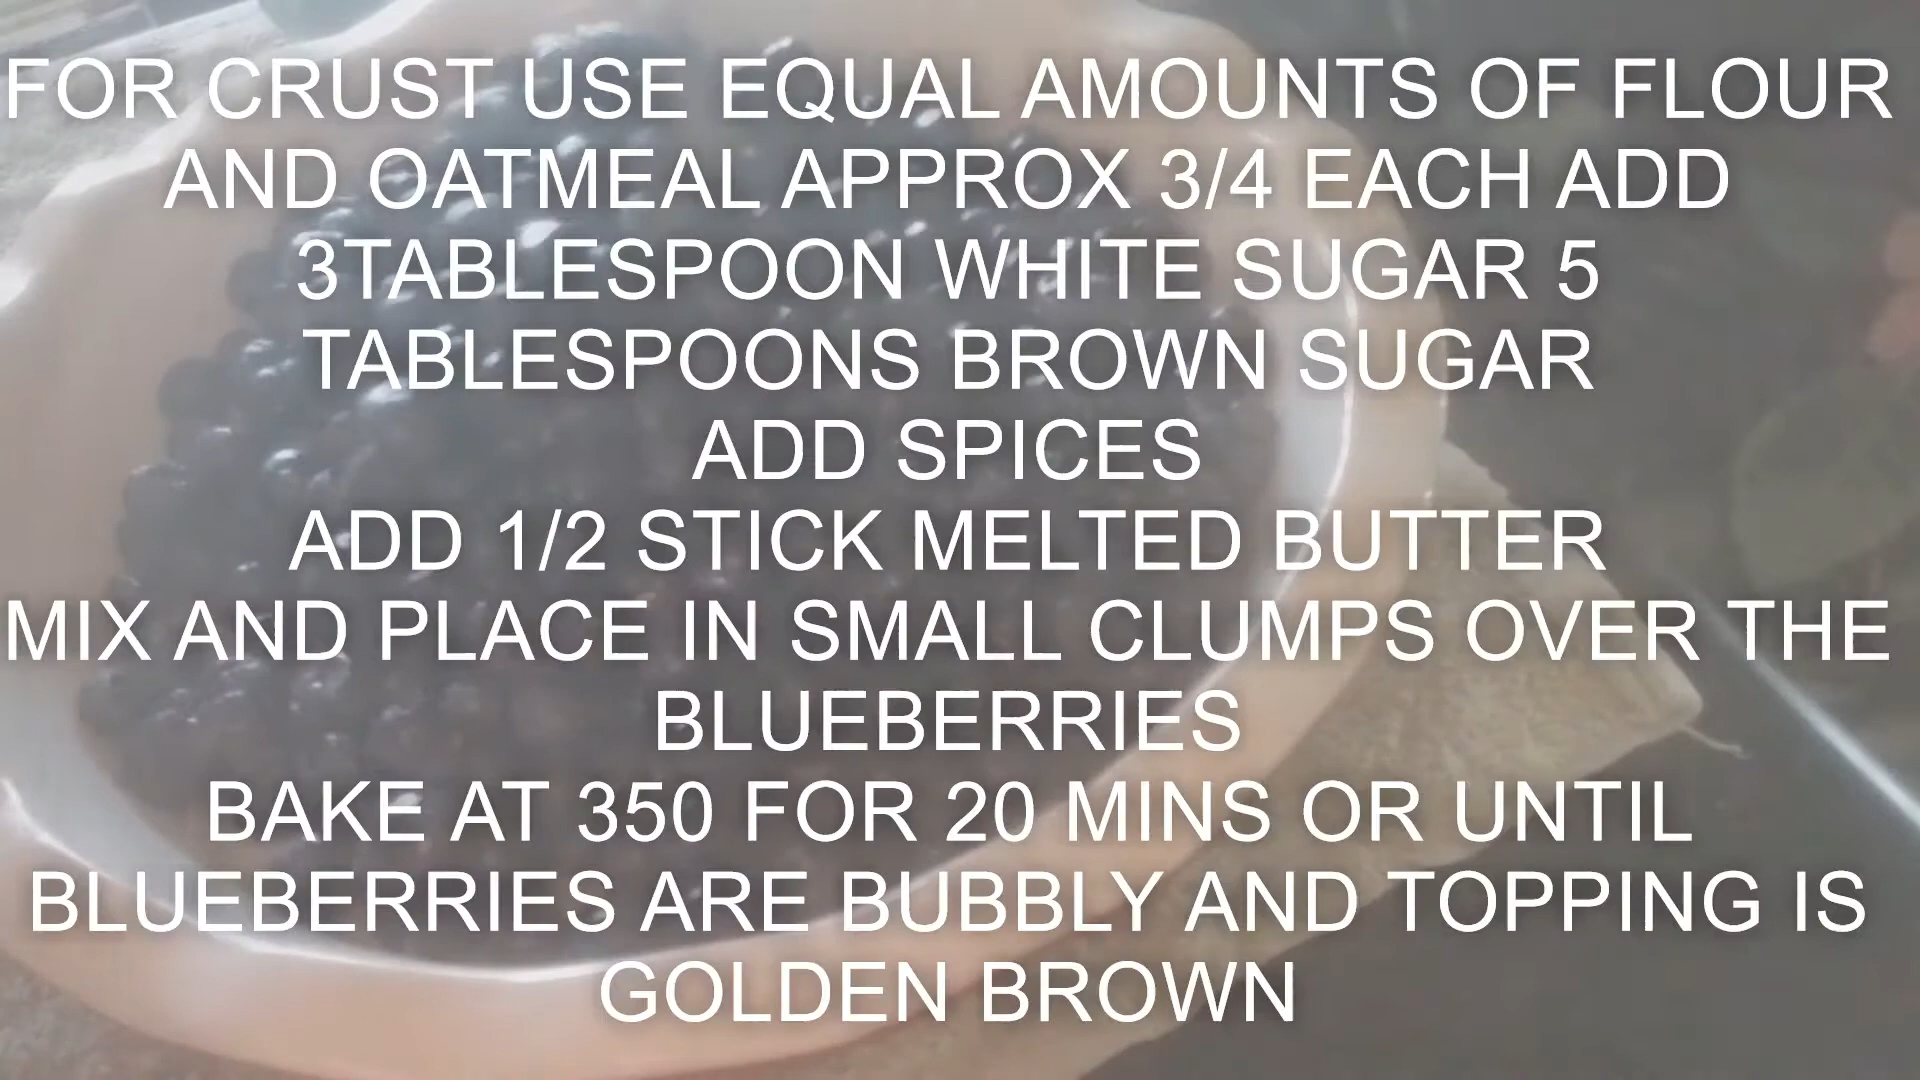 FOR CRUST USE EQUAL AMOUNTS OF FLOUR
AND OATMEAL APPROX 3/4 EACH ADD
3TABLESPOON WHITE SUGAR 5
TABLESPOONS BROWN SUGAR
ADD SPICES
ADD 1/2 STICK MELTED BUTTER
MIX AND PLACE IN SMALL CLUMPS OVER THE
BLUEBERRIES
BAKE AT 350 FOR 20 MINS OR UNTIL
BLUEBERRIES ARE BUBBLY AND TOPPING IS
GOLDEN BROWN